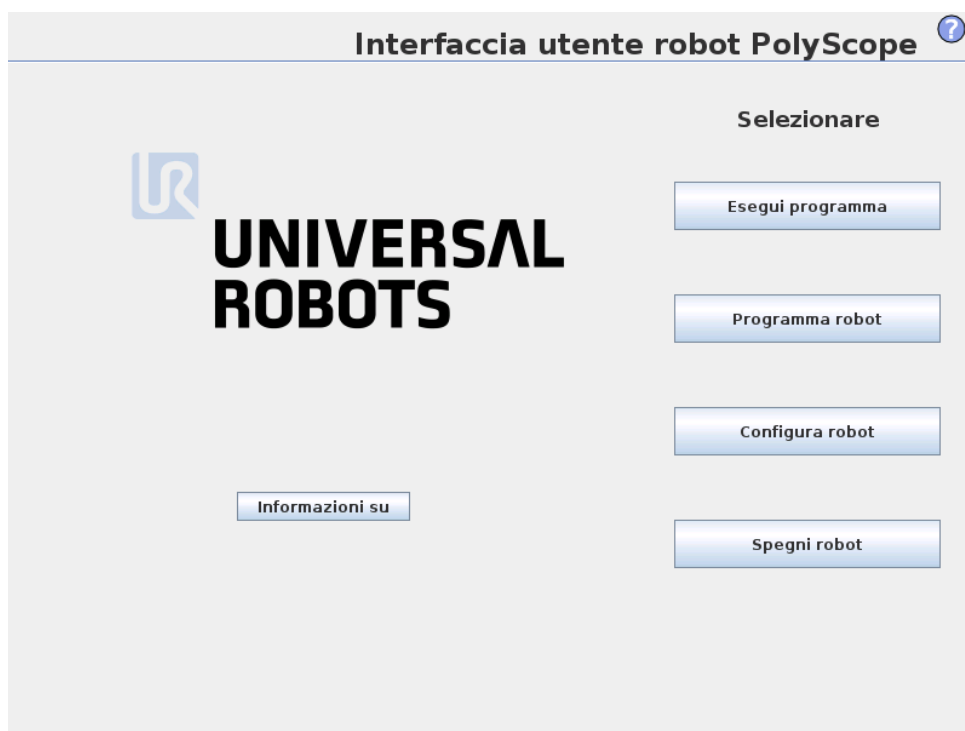 Interfaccia utente robot PolyScope
?
Selezionare
UR
UNIVERSAL
ROBOTS
Esegui programma
Programma robot
Configura robot
Informazioni su
Spegni robot